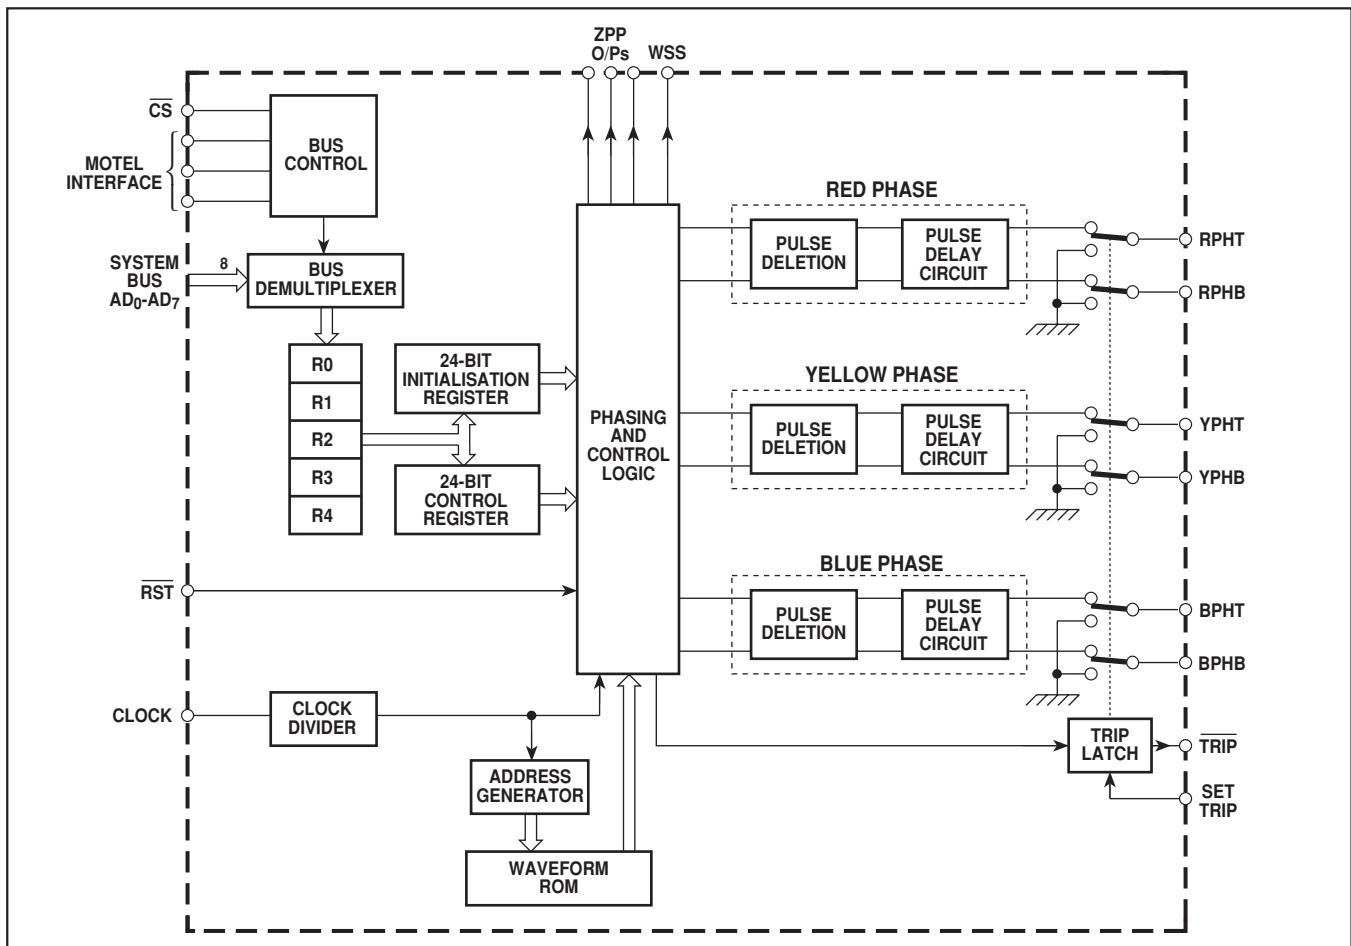 ZPP
O/Ps
WSS
CS
MOTEL
INTERFACE
BUS
CONTROL
SYSTEM
BUS
AD0-AD7
8
BUS
DEMULTIPLEXER
R0
R1
R2
R3
R4
24-BIT
INITIALISATION
REGISTER
24-BIT
CONTROL
REGISTER
PHASING
AND
CONTROL
LOGIC
RED PHASE
PULSE
DELETION
PULSE
DELAY
CIRCUIT
RPHT
RPHB
YELLOW PHASE
PULSE
DELETION
PULSE
DELAY
CIRCUIT
YPHT
YPHB
BLUE PHASE
PULSE
DELETION
PULSE
DELAY
CIRCUIT
BPHT
BPHB
RST
CLOCK
CLOCK
DIVIDER
ADDRESS
GENERATOR
WAVEFORM
ROM
TRIP
LATCH
TRIP
SET
TRIP